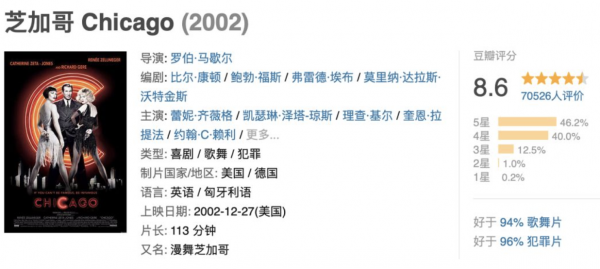 芝加哥 Chicago (2002)
CATHERINE ZETA-JONES
RENÉE ZELLWEGER
AND RICHARD GERE
CHICAGO
导演: 罗伯·马歇尔
编剧: 比尔·康顿 / 鲍勃·福斯 / 弗雷德·埃布 / 莫里纳·达拉斯·
沃特金斯
主演: 蕾妮·齐薇格 / 凯瑟琳·泽塔-琼斯 / 理查·基尔 / 奎恩·拉
提法 / 约翰·C·赖利 / 更多...
类型: 喜剧 / 歌舞 / 犯罪
制片国家/地区: 美国 / 德国
语言: 英语 / 匈牙利语
上映日期: 2002-12-27(美国)
片长: 113 分钟
又名: 漫舞芝加哥
豆瓣评分
8.6
70526人评价
5星 46.2%
4星 40.0%
3星 12.5%
2星 1.0%
1星 0.2%
好于 94% 歌舞片
好于 96% 犯罪片